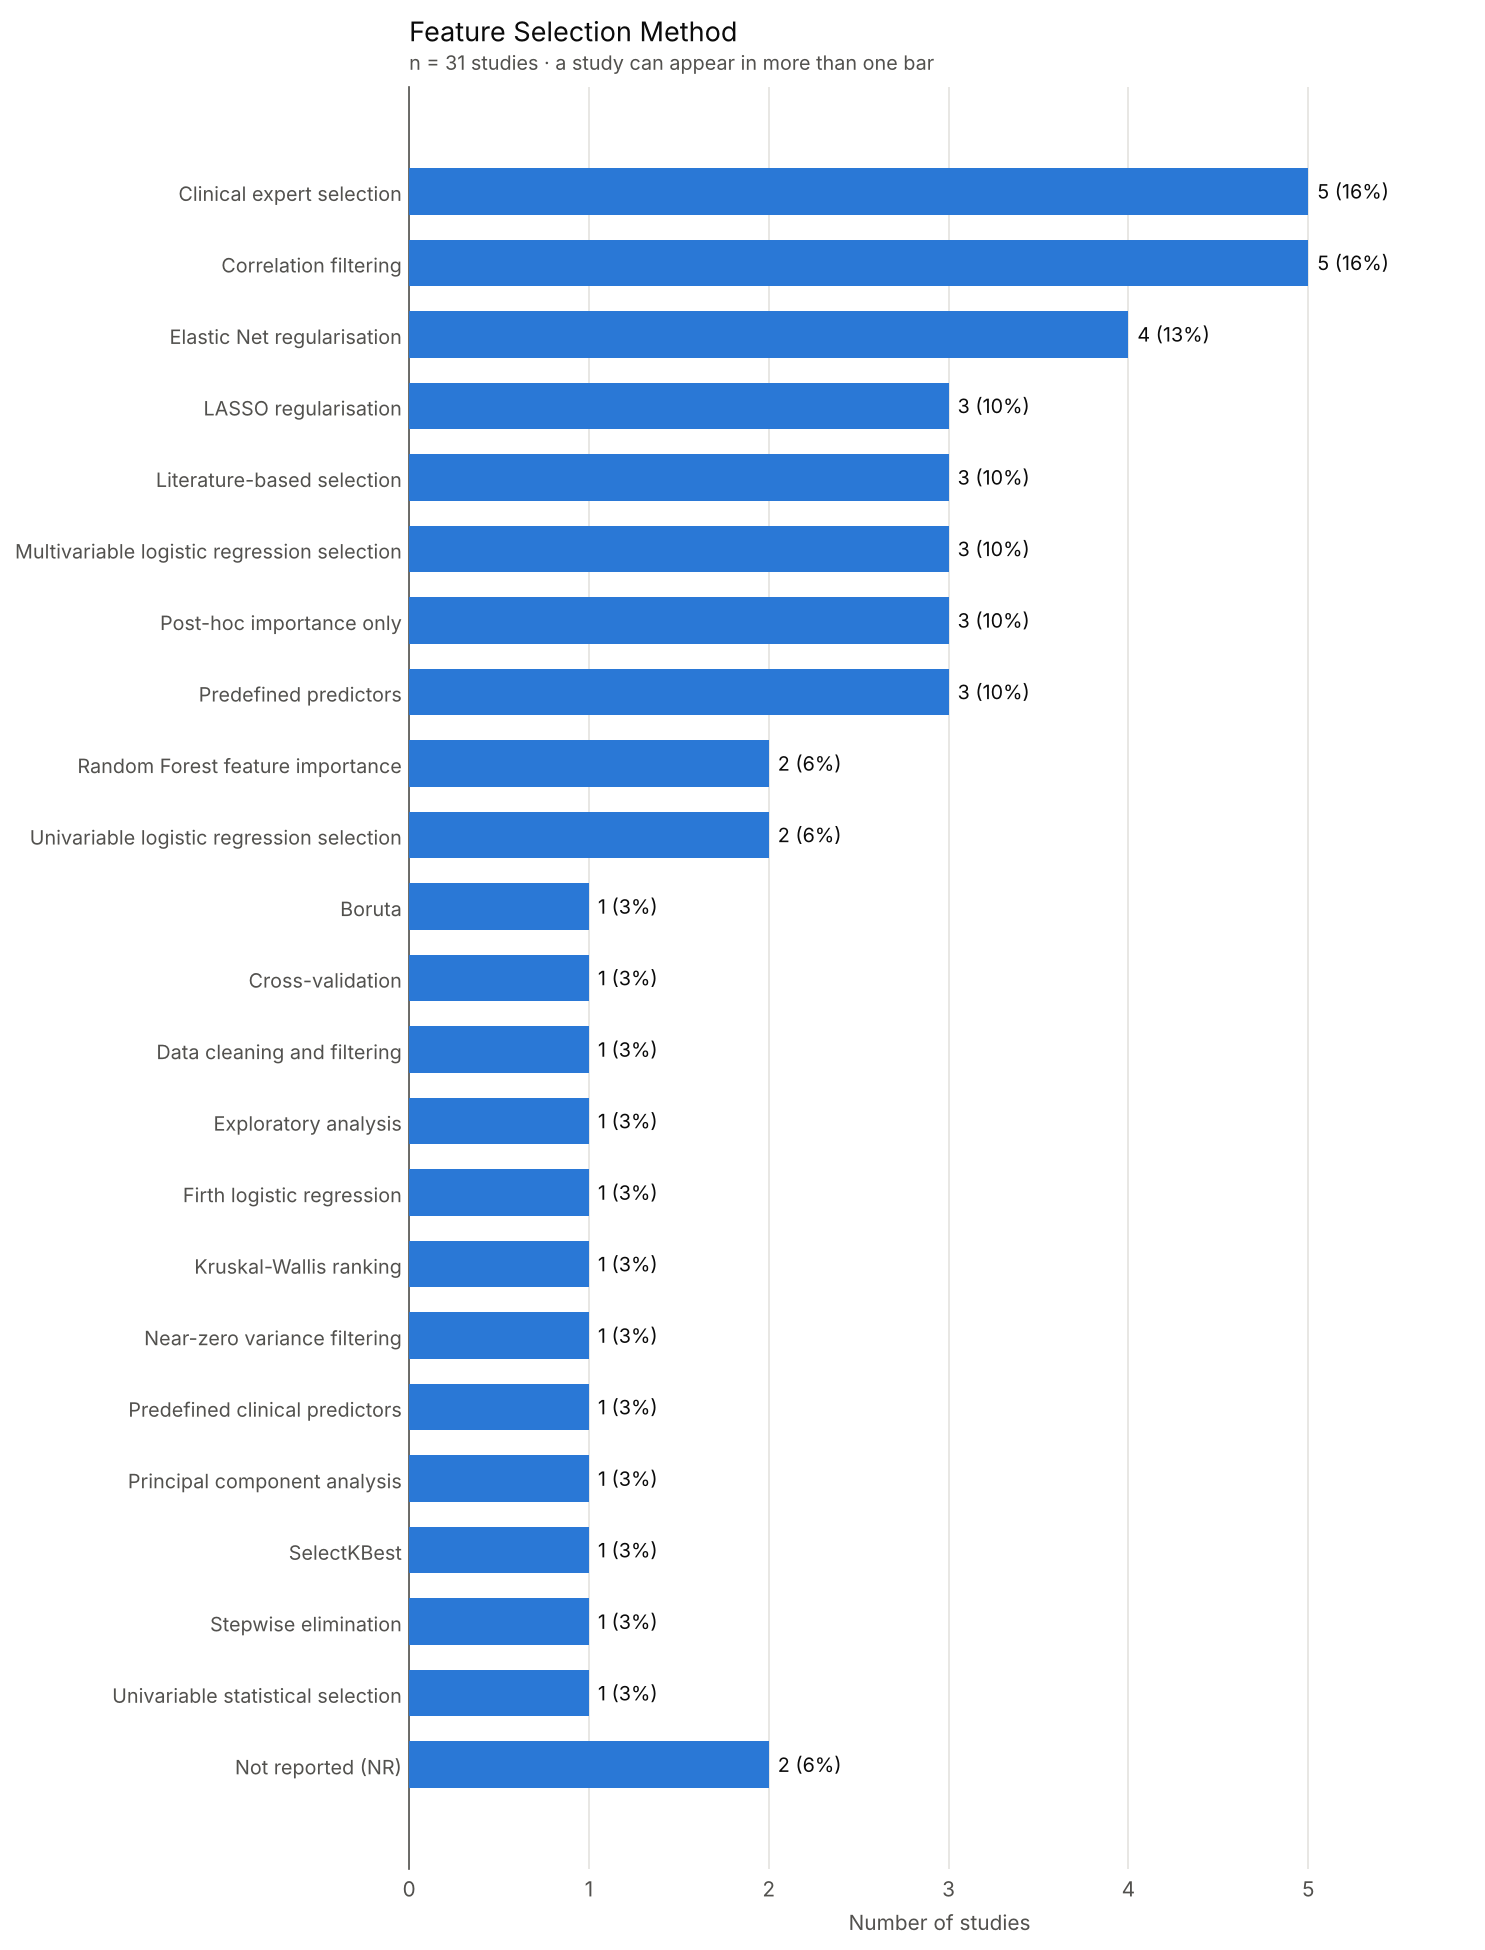 Feature Selection Method
n = 31 studies · a study can appear in more than one bar
Clinical expert selection 5 (16%)
Correlation filtering 5 (16%)
Elastic Net regularisation 4 (13%)
LASSO regularisation 3 (10%)
Literature-based selection 3 (10%)
Multivariable logistic regression selection 3 (10%)
Post-hoc importance only 3 (10%)
Predefined predictors 3 (10%)
Random Forest feature importance 2 (6%)
Univariable logistic regression selection 2 (6%)
Boruta 1 (3%)
Cross-validation 1 (3%)
Data cleaning and filtering 1 (3%)
Exploratory analysis 1 (3%)
Firth logistic regression 1 (3%)
Kruskal-Wallis ranking 1 (3%)
Near-zero variance filtering 1 (3%)
Predefined clinical predictors 1 (3%)
Principal component analysis 1 (3%)
SelectKBest 1 (3%)
Stepwise elimination 1 (3%)
Univariable statistical selection 1 (3%)
Not reported (NR) 2 (6%)
0 1 2 3 4 5
Number of studies